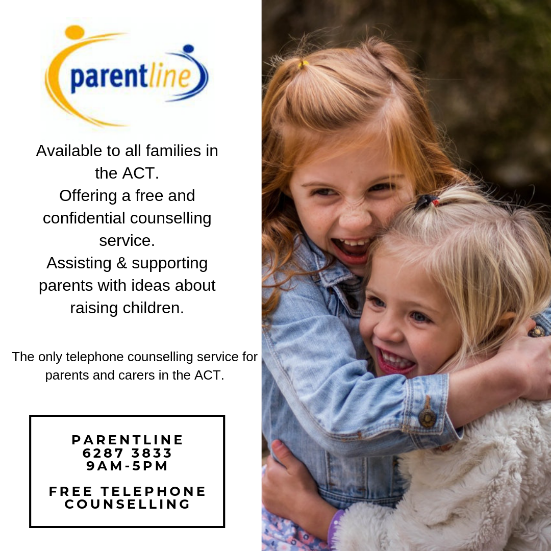 parentline
Available to all families in
the ACT.
Offering a free and
confidential counselling
service.
Assisting & supporting
parents with ideas about
raising children.
The only telephone counselling service for
parents and carers in the ACT.
PARENTLINE
6287 3833
9AM-5PM
FREE TELEPHONE
COUNSELLING